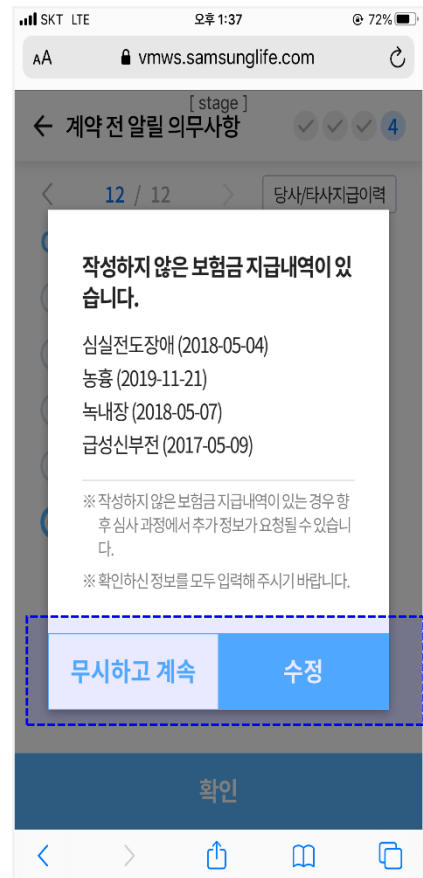 SKT LTE 오후 1:37 72%
AA vmws.samsunglife.com
[ stage ]
계약 전 알릴 의무사항 4
12 / 12 당사/타사지급이력
작성하지 않은 보험금 지급내역이 있
습니다.
심실전도장애 (2018-05-04)
농흉 (2019-11-21)
녹내장 (2018-05-07)
급성신부전 (2017-05-09)
※ 작성하지 않은 보험금 지급내역이 있는 경우 향
후 심사 과정에서 추가 정보가 요청될 수 있습니
다.
※ 확인하신 정보를 모두 입력해 주시기 바랍니다.
무시하고 계속 수정
확인